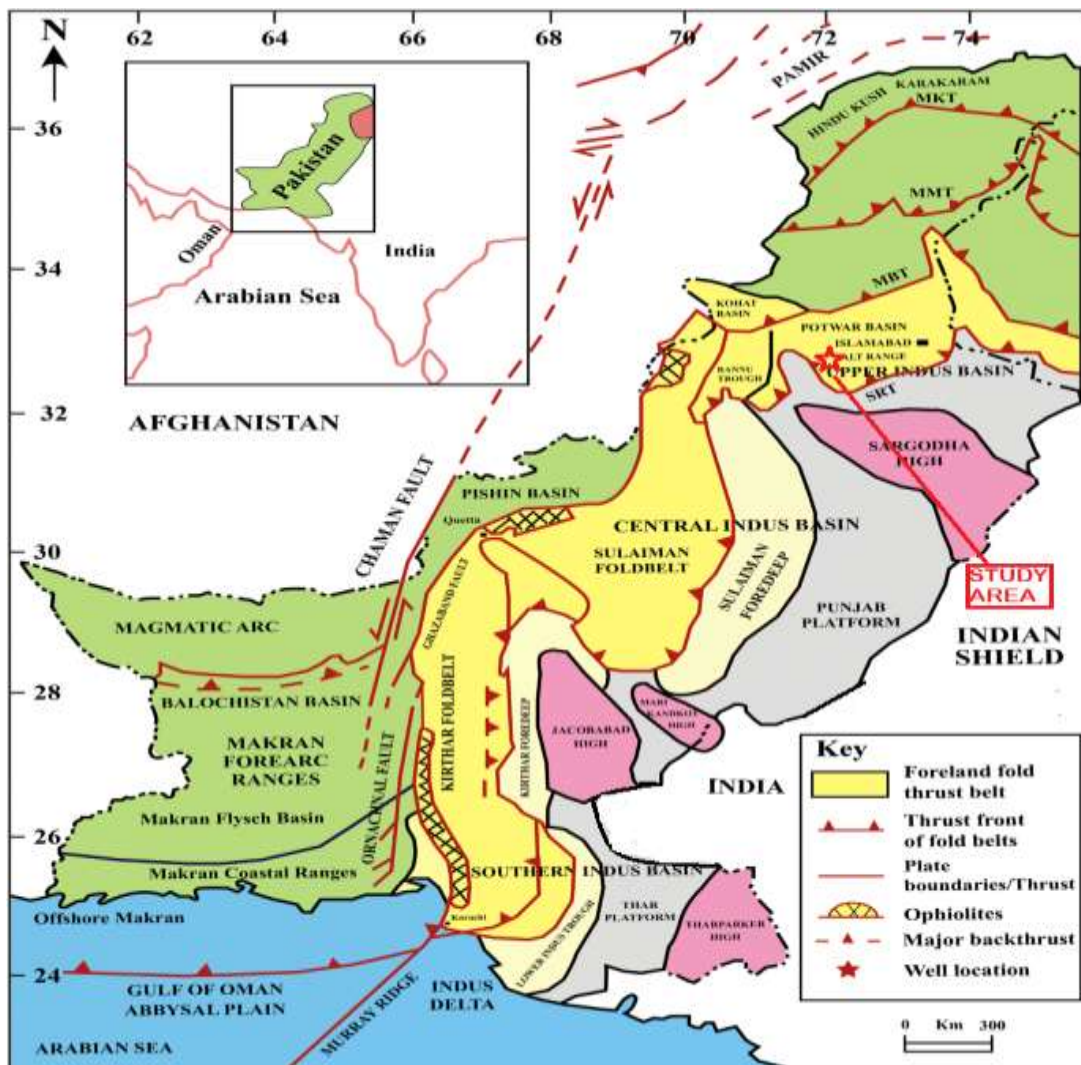 62 64 66 68 70 72 74
N
36
34
32
30
28
26
24
Pakistan
Oman
India
Arabian Sea
PAMIR
HINDU KUSH
KARAKARAM
MKT
MMT
MBT
KOHAT
BASIN
POTWAR BASIN
ISLAMABAD
ALT RANGE
BANNU
TROUGH
UPPER INDUS BASIN
SRT
AFGHANISTAN
SARGODHA
HIGH
CHAMAN FAULT
PISHIN BASIN
Quetta
CENTRAL INDUS BASIN
SULAIMAN
FOLDBELT
SULAIMAN
FOREDEEP
STUDY
AREA
PUNJAB
PLATFORM
INDIAN
SHIELD
GHAZABAND FAULT
MAGMATIC ARC
BALOCHISTAN BASIN
KIRTHAR FOLDBELT
KIRTHAR FOREDEEP
JACOBABAD
HIGH
MARI
KANDKOT
HIGH
MAKRAN
FOREARC
RANGES
ORNACHNAL FAULT
INDIA
Makran Flysch Basin
Makran Coastal Ranges
SOUTHERN INDUS BASIN
Offshore Makran
Karachi
THAR
PLATFORM
THARPARKER
HIGH
LOWER INDUS TROUGH
GULF OF OMAN
ABBYSAL PLAIN
INDUS
DELTA
MURRAY RIDGE
ARABIAN SEA
Key
Foreland fold
thrust belt
Thrust front
of fold belts
Plate
boundaries/Thrust
Ophiolites
Major backthrust
Well location
0 Km 300